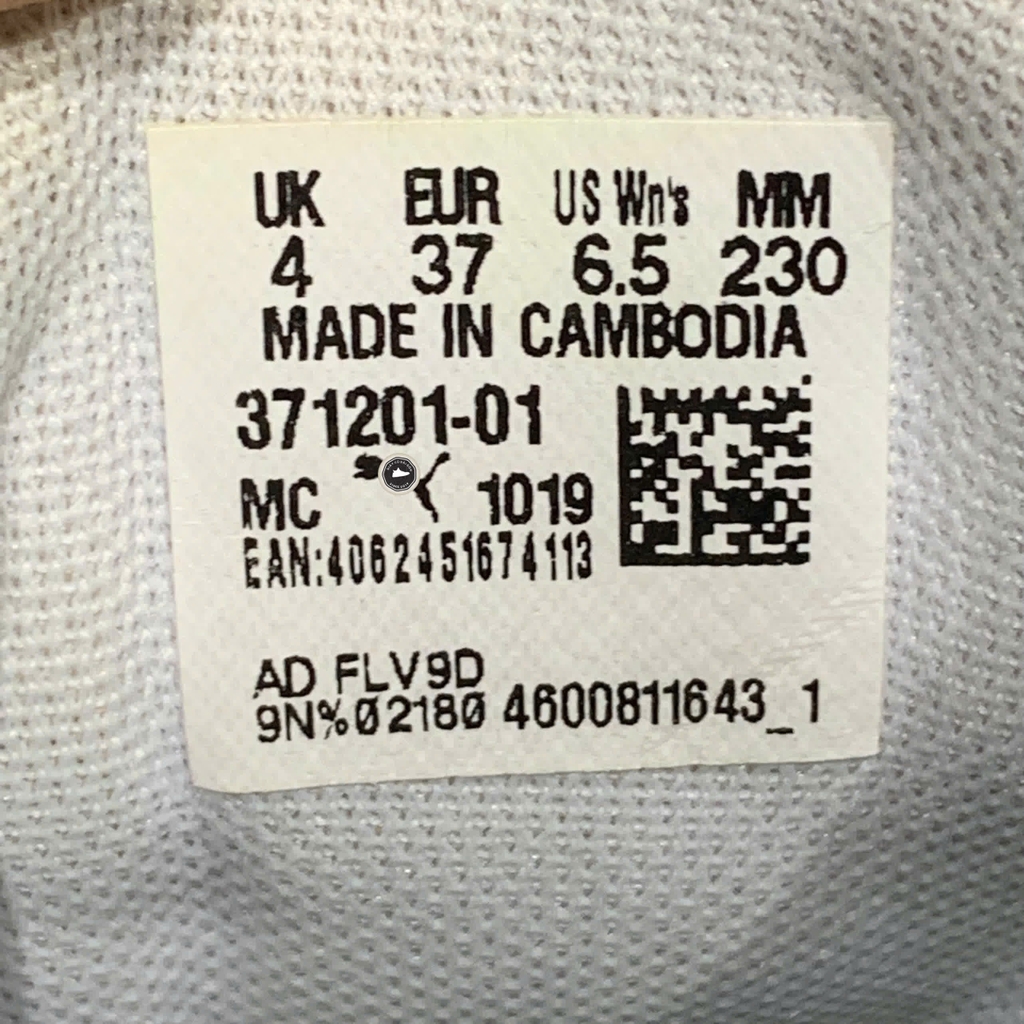 UK EUR US Wn's MM
4 37 6.5 230
MADE IN CAMBODIA
371201-01
MC 1019
EAN:4062451674113
AD FLV9D
9N%02180 4600811643_1